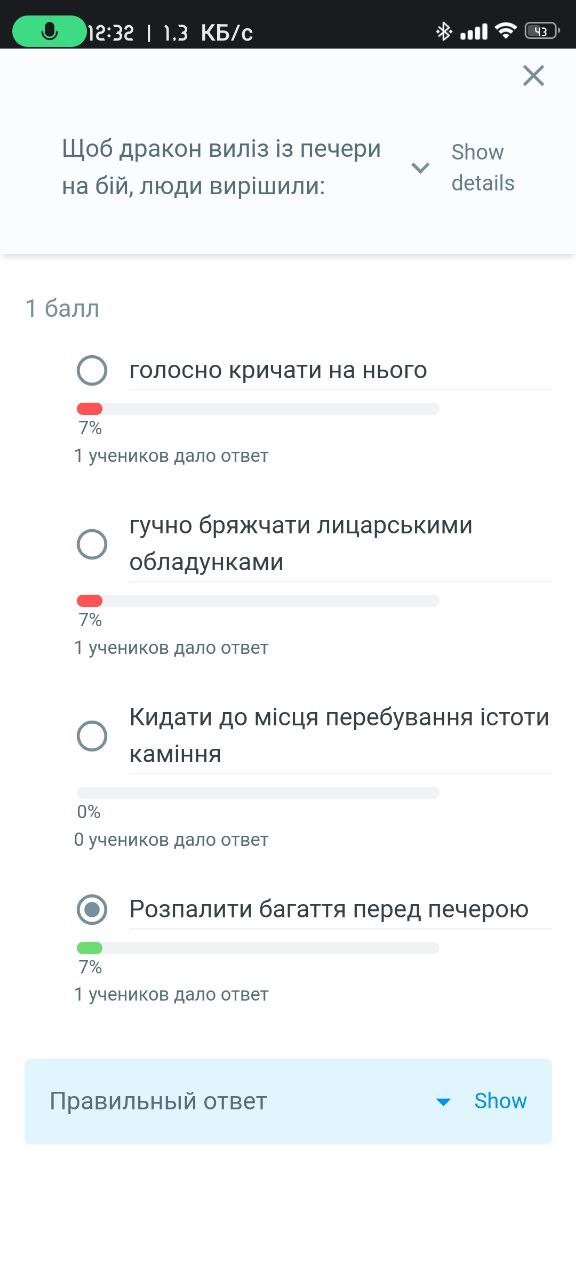 12:32 | 1.3 КБ/с
43
Щоб дракон виліз із печери
на бій, люди вирішили:
Show
details
1 балл
голосно кричати на нього
7%
1 учеников дало ответ
гучно бряжчати лицарськими
обладунками
7%
1 учеников дало ответ
Кидати до місця перебування істоти
каміння
0%
0 учеников дало ответ
Розпалити багаття перед печерою
7%
1 учеников дало ответ
Правильный ответ
Show